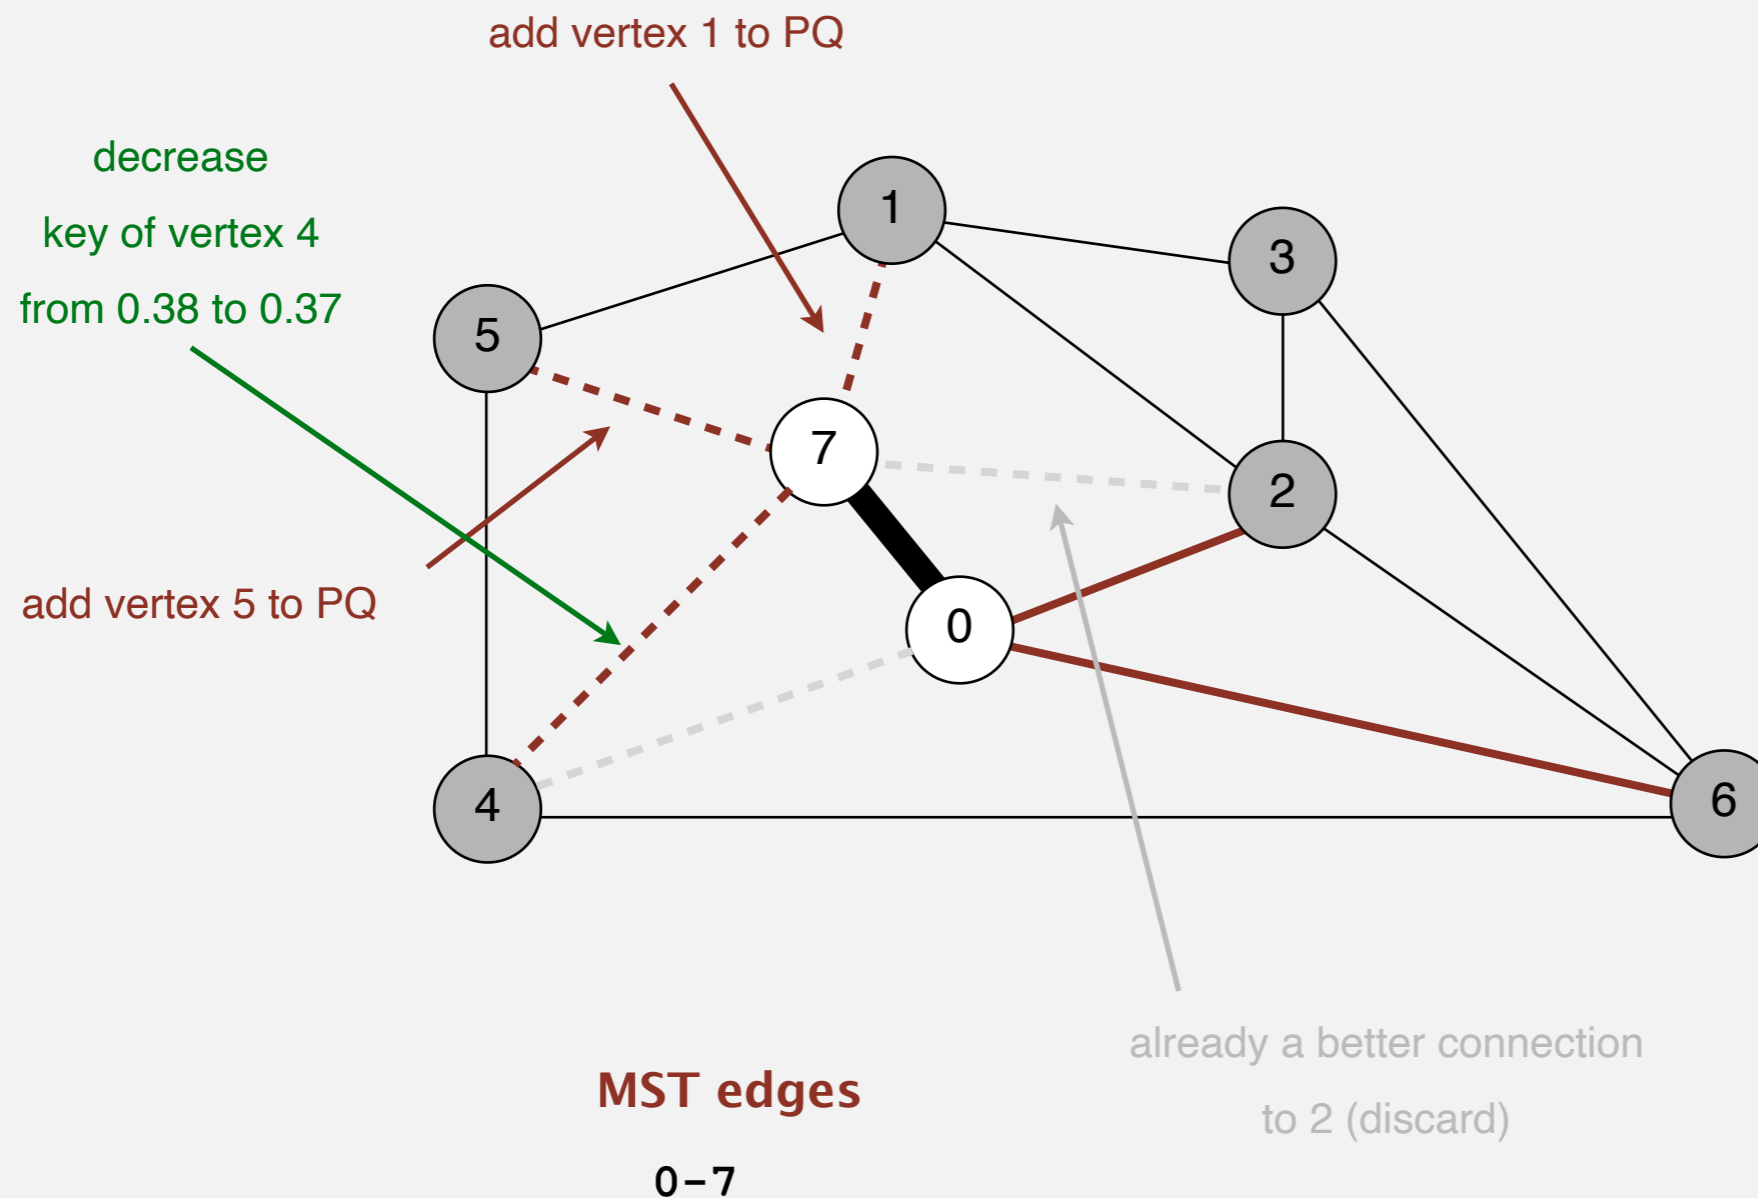 add vertex 1 to PQ
decrease
key of vertex 4
from 0.38 to 0.37
1
3
5
7
2
add vertex 5 to PQ
0
4
6
already a better connection
to 2 (discard)
MST edges
0-7